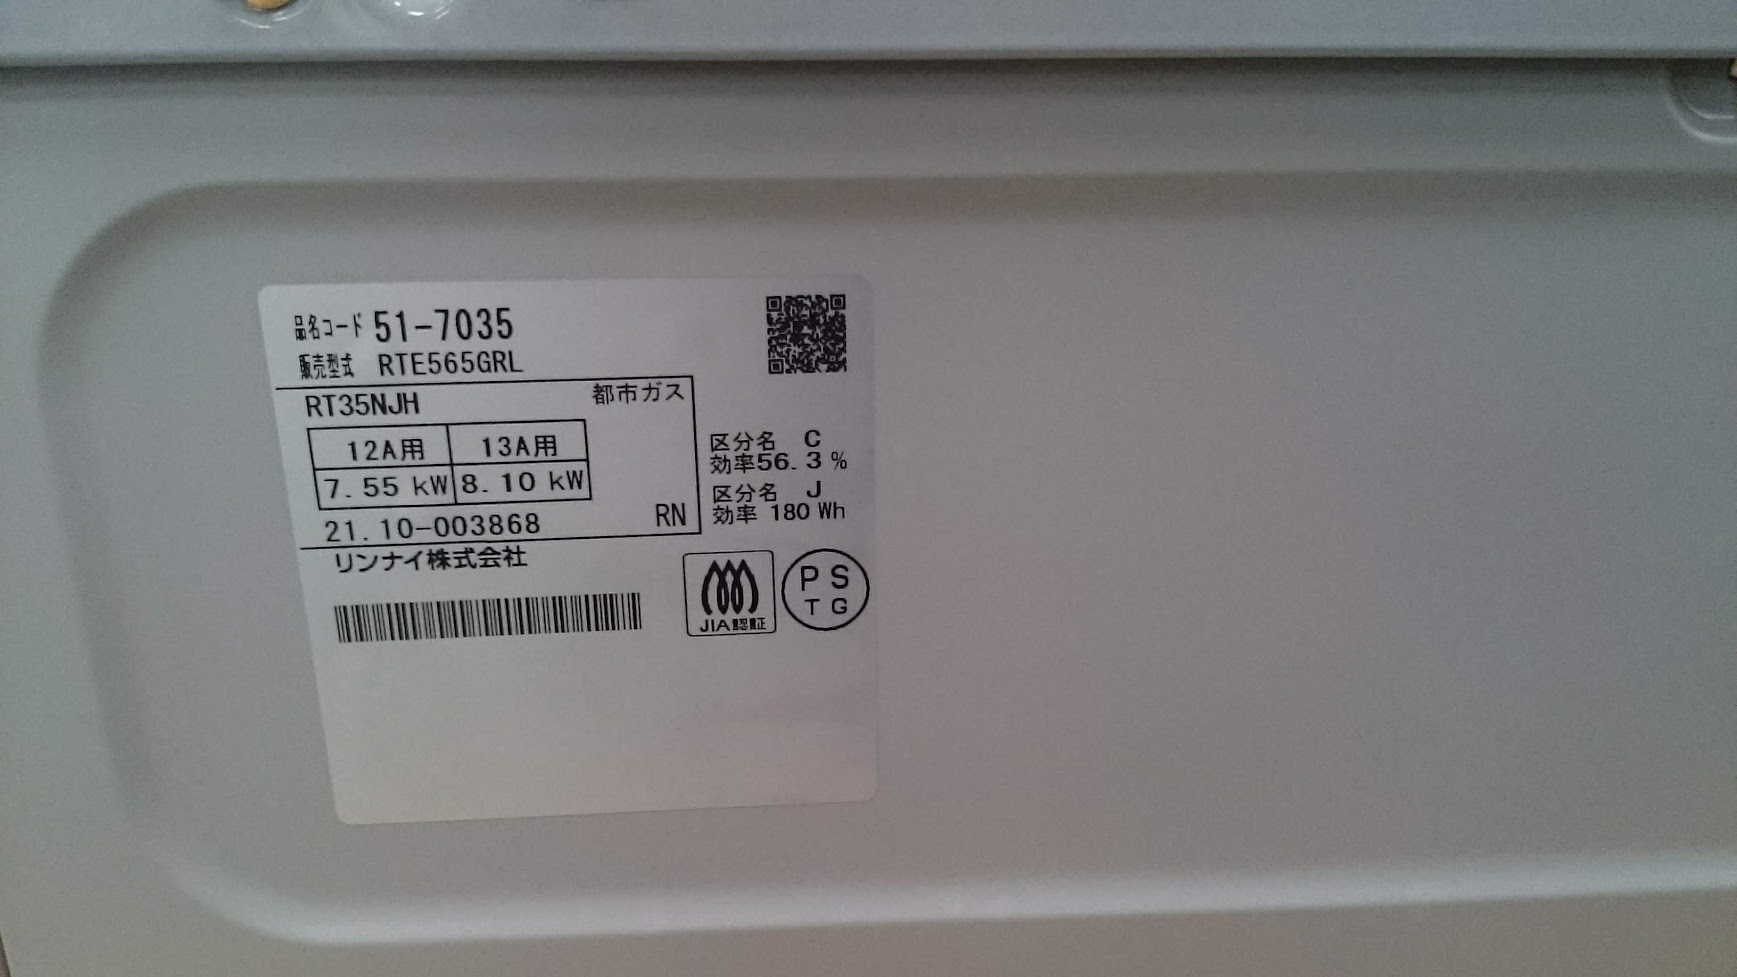 品名コード 51-7035
販売型式 RTE565GRL
RT35NJH 都市ガス
12A用 13A用
7.55 kW 8.10 kW
21.10-003868 RN
リンナイ株式会社
区分名 C
効率56.3 %
区分名 J
効率 180 Wh
JIA認証
PS
TG